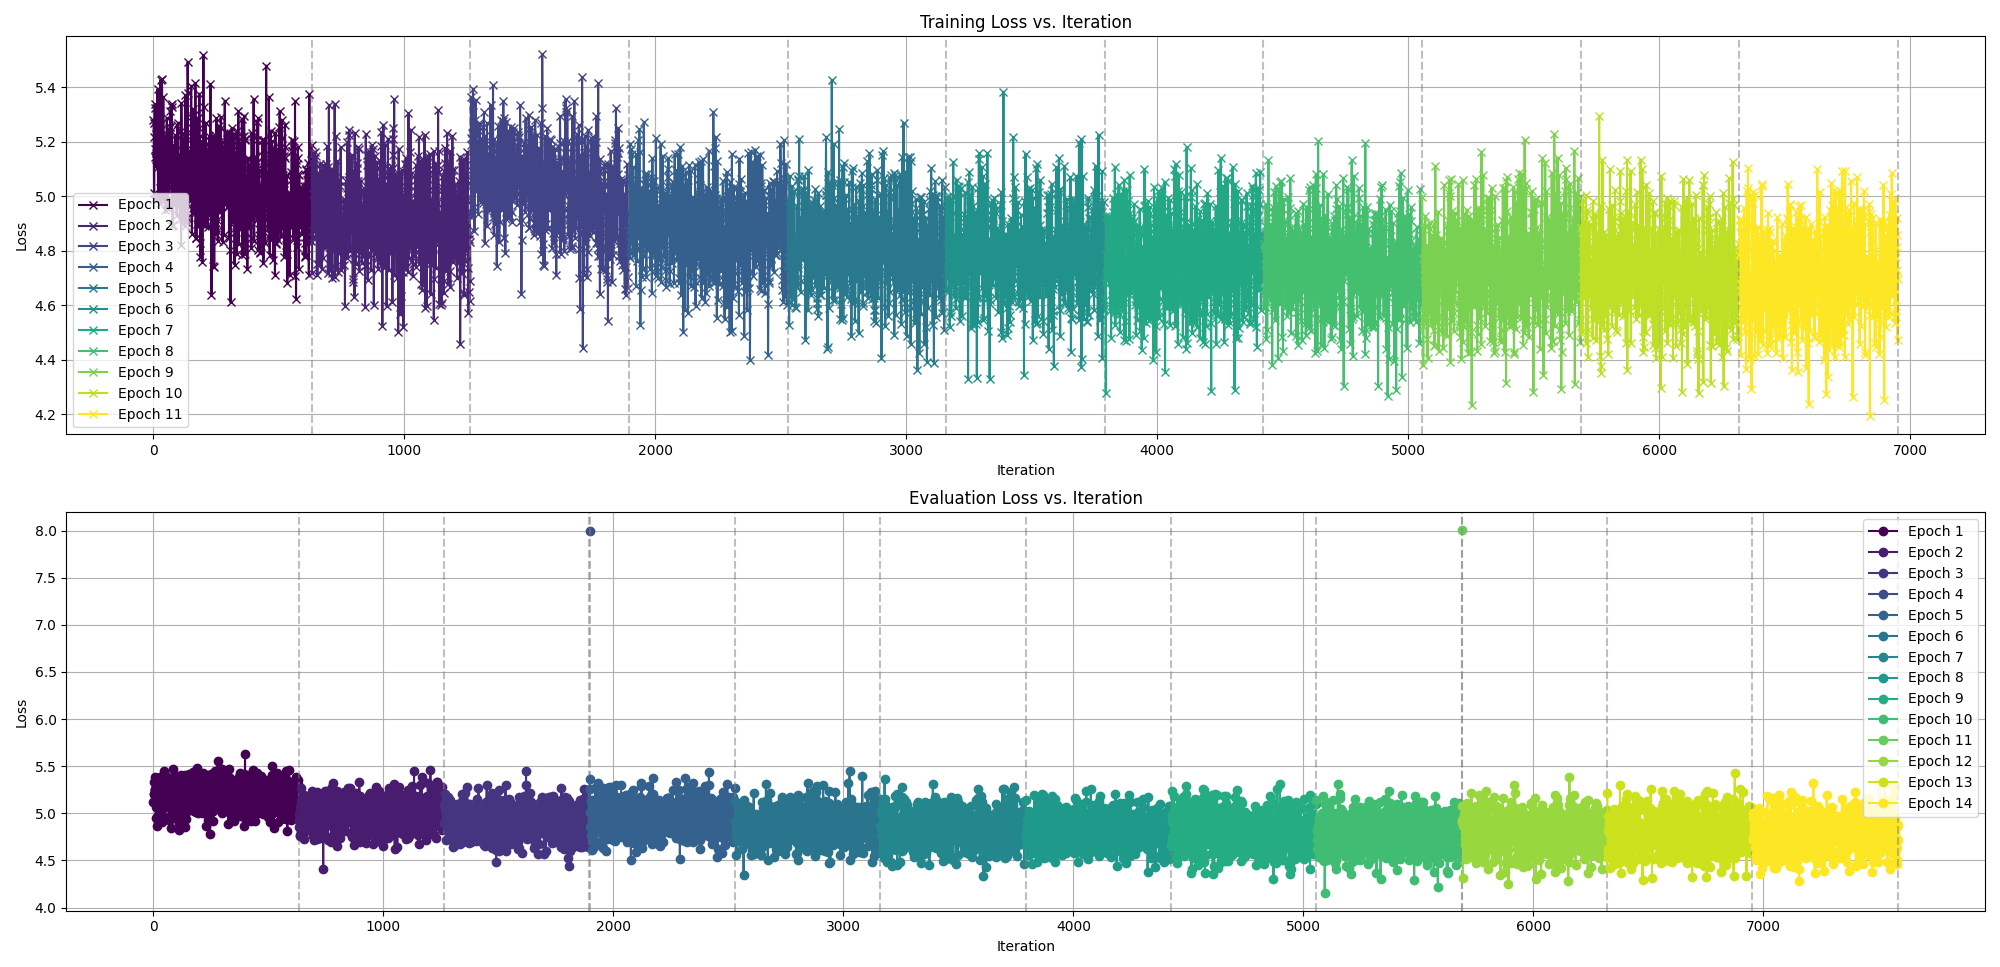 Training Loss vs. Iteration
Loss
5.4
5.2
5.0
4.8
4.6
4.4
4.2
Epoch 1
Epoch 2
Epoch 3
Epoch 4
Epoch 5
Epoch 6
Epoch 7
Epoch 8
Epoch 9
Epoch 10
Epoch 11
0 1000 2000 3000 4000 5000 6000 7000
Iteration
Evaluation Loss vs. Iteration
Loss
8.0
7.5
7.0
6.5
6.0
5.5
5.0
4.5
4.0
Epoch 1
Epoch 2
Epoch 3
Epoch 4
Epoch 5
Epoch 6
Epoch 7
Epoch 8
Epoch 9
Epoch 10
Epoch 11
Epoch 12
Epoch 13
Epoch 14
0 1000 2000 3000 4000 5000 6000 7000
Iteration